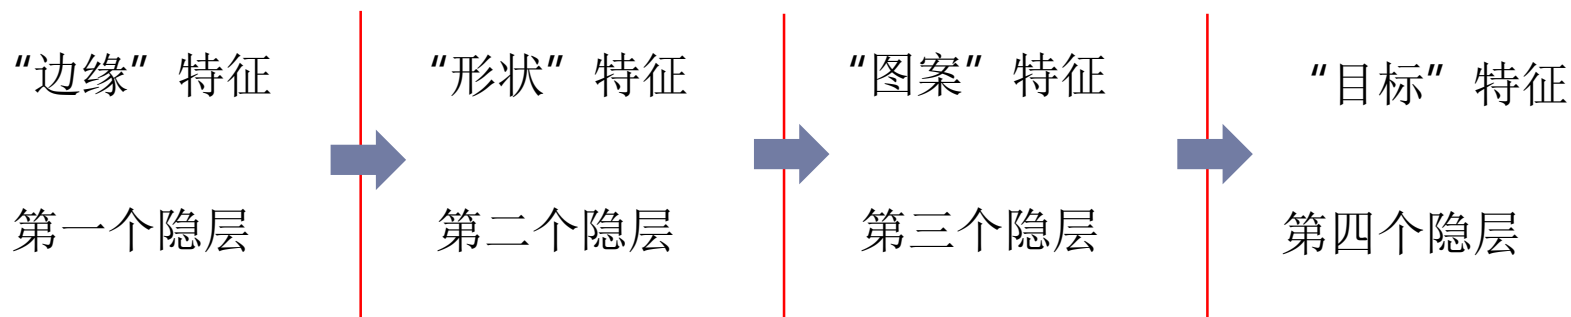 “边缘”特征
“形状”特征
“图案”特征
“目标”特征
第一个隐层
第二个隐层
第三个隐层
第四个隐层